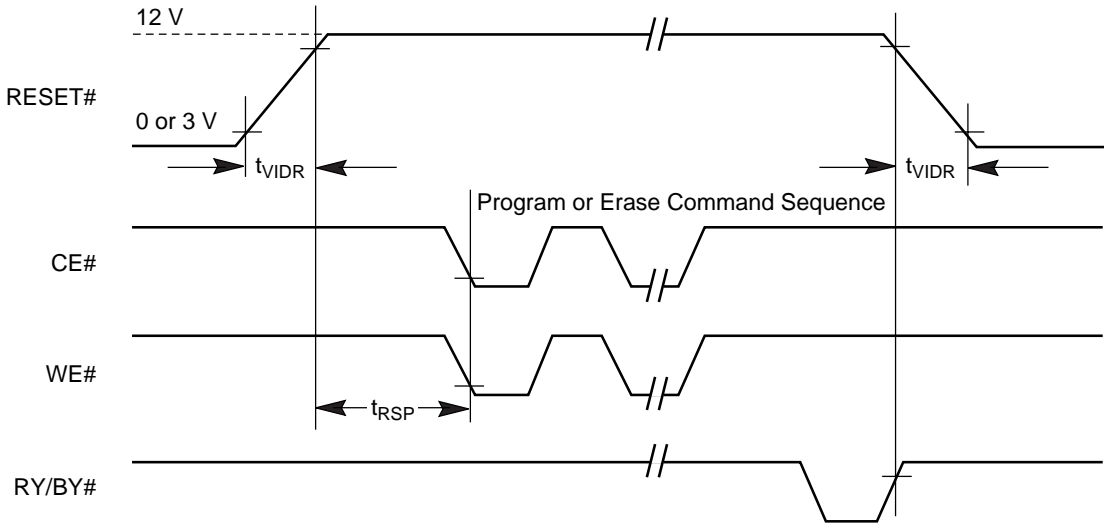 12 V
RESET#
0 or 3 V
tVIDR
tVIDR
Program or Erase Command Sequence
CE#
WE#
tRSP
RY/BY#